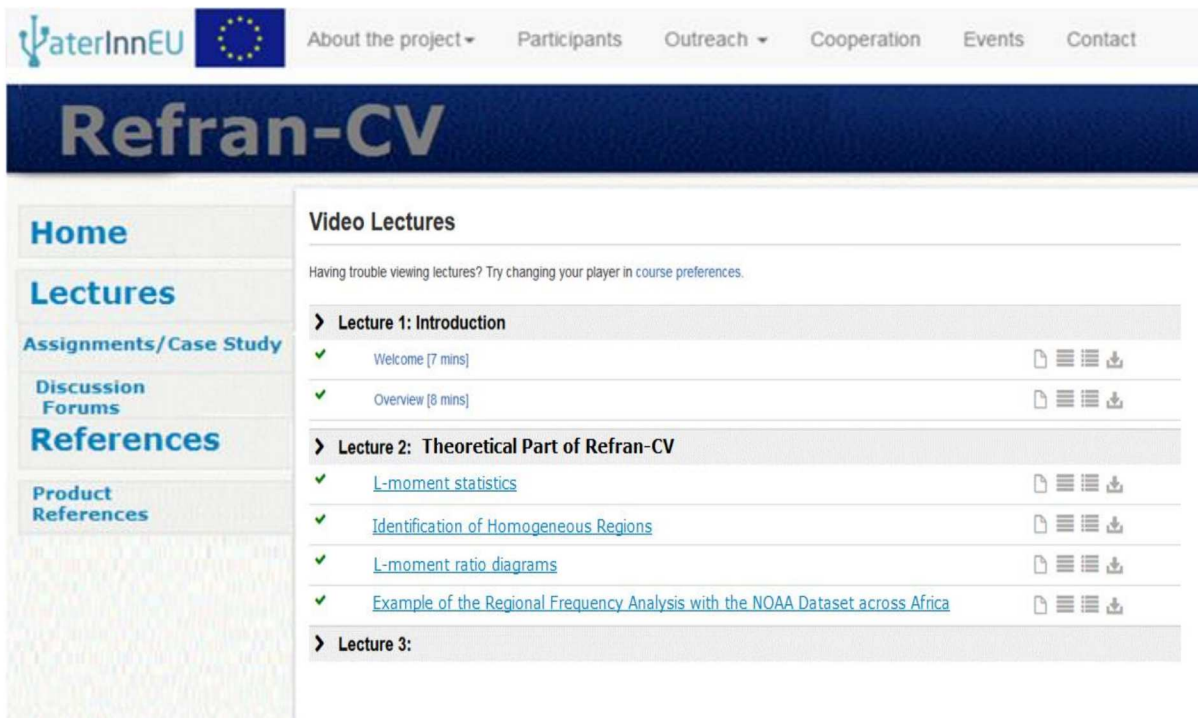 WaterInnEU About the project Participants Outreach Cooperation Events Contact
Refran-CV
Home
Lectures
Assignments/Case Study
Discussion
Forums
References
Product
References
Video Lectures
Having trouble viewing lectures? Try changing your player in course preferences.
Lecture 1: Introduction
Welcome [7 mins]
Overview [8 mins]
Lecture 2: Theoretical Part of Refran-CV
L-moment statistics
Identification of Homogeneous Regions
L-moment ratio diagrams
Example of the Regional Frequency Analysis with the NOAA Dataset across Africa
Lecture 3: